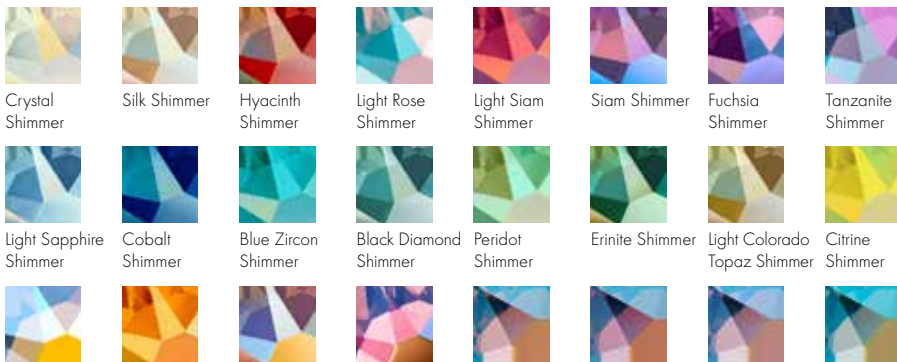 Crystal
Shimmer
Silk Shimmer
Hyacinth
Shimmer
Light Rose
Shimmer
Light Siam
Shimmer
Siam Shimmer
Fuchsia
Shimmer
Tanzanite
Shimmer
Light Sapphire
Shimmer
Cobalt
Shimmer
Blue Zircon
Shimmer
Black Diamond
Shimmer
Peridot
Shimmer
Erinite Shimmer
Light Colorado
Topaz Shimmer
Citrine
Shimmer